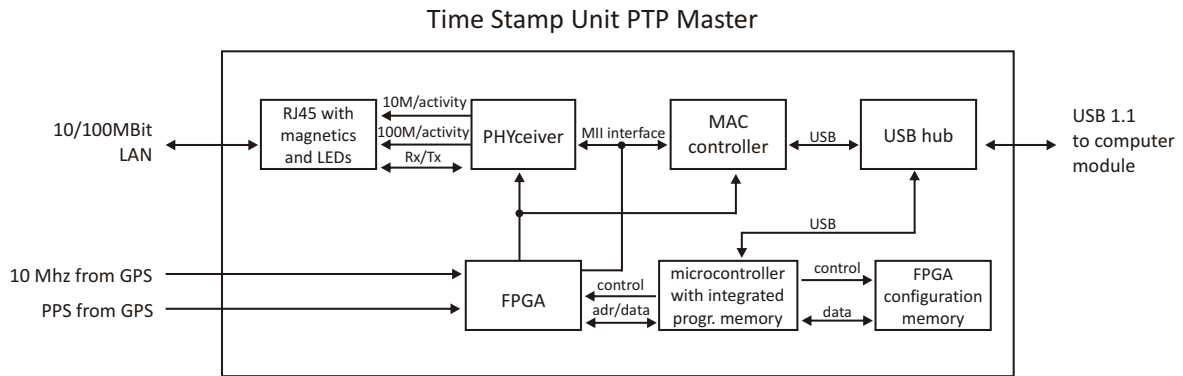 Time Stamp Unit PTP Master
10/100MBit
LAN
RJ45 with
magnetics
and LEDs
10M/activity
100M/activity
Rx/Tx
PHYceiver
MII interface
MAC
controller
USB
USB hub
USB 1.1
to computer
module
USB
10 Mhz from GPS
PPS from GPS
FPGA
control
adr/data
microcontroller
with integrated
progr. memory
control
data
FPGA
configuration
memory